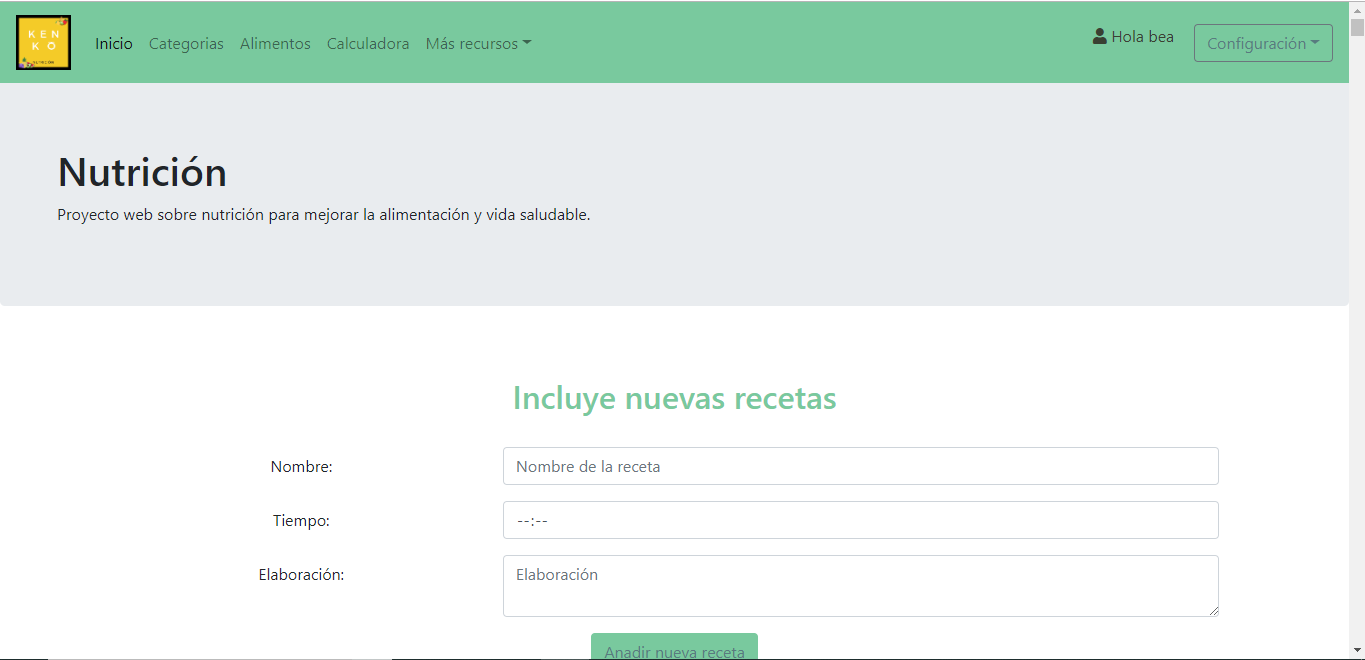 KEN
KO
NUTRICIÓN
Inicio Categorias Alimentos Calculadora Más recursos
Hola bea
Configuración
Nutrición
Proyecto web sobre nutrición para mejorar la alimentación y vida saludable.
Incluye nuevas recetas
Nombre: Nombre de la receta
Tiempo: --:--
Elaboración: Elaboración
Anadir nueva receta